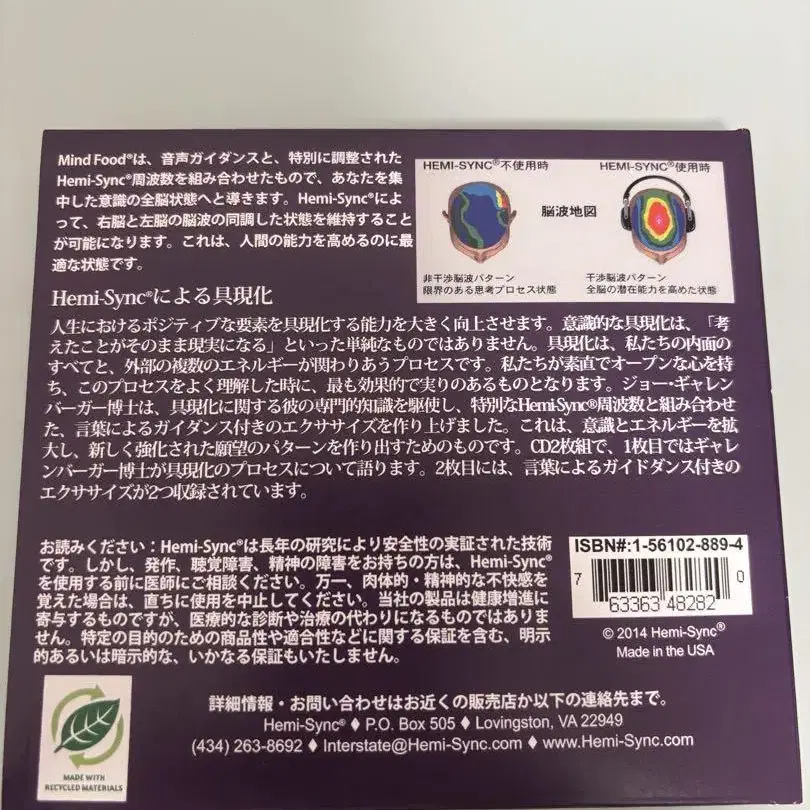 Mind Food®は、音声ガイダンスと、特別に調整された
Hemi-Sync®周波数を組み合わせたもので、あなたを集
中した意識の全脳状態へと導きます。Hemi-Sync®によ
って、右脳と左脳の脳波の同調した状態を維持すること
が可能になります。これは、人間の能力を高めるのに最
適な状態です。
HEMI-SYNC®不使用時
HEMI-SYNC®使用時
脳波地図
非干渉脳波パターン
限界のある思考プロセス状態
干渉脳波パターン
全脳の潜在能力を高めた状態
Hemi-Sync®による具現化
人生におけるポジティブな要素を具現化する能力を大きく向上させます。意識的な具現化は、「考
えたことがそのまま現実になる」といった単純なものではありません。具現化は、私たちの内面の
すべてと、外部の複数のエネルギーが関わりあうプロセスです。私たちが素直でオープンな心を持
ち、このプロセスをよく理解した時に、最も効果的で実りのあるものとなります。ジョー・ギャレン
バーガー博士は、具現化に関する彼の専門的知識を駆使し、特別なHemi-Sync®周波数と組み合わせ
た、言葉によるガイダンス付きのエクササイズを作り上げました。これは、意識とエネルギーを拡
大し、新しく強化された願望のパターンを作り出すためのものです。CD2枚組で、1枚目ではギャレ
ンバーガー博士が具現化のプロセスについて語ります。2枚目には、言葉によるガイドダンス付きの
エクササイズが2つ収録されています。
お読みください：Hemi-Sync®は長年の研究により安全性の実証された技術
です。しかし、発作、聴覚障害、精神の障害をお持ちの方は、Hemi-Sync®
を使用する前に医師にご相談ください。万一、肉体的・精神的な不快感を
覚えた場合は、直ちに使用を中止してください。当社の製品は健康増進に
寄与するものですが、医療的な診断や治療の代わりになるものではありませ
ん。特定の目的のための商品性や適合性などに関する保証を含む、明示
的あるいは暗示的な、いかなる保証もいたしません。
ISBN#:1-56102-889-4
7 63363 48282 0
© 2014 Hemi-Sync®
Made in the USA
MADE WITH
RECYCLED MATERIALS
詳細情報・お問い合わせはお近くの販売店か以下の連絡先まで。
Hemi-Sync® ♦ P.O. Box 505 ♦ Lovingston, VA 22949
(434) 263-8692 ♦ Interstate@Hemi-Sync.com ♦ www.Hemi-Sync.com